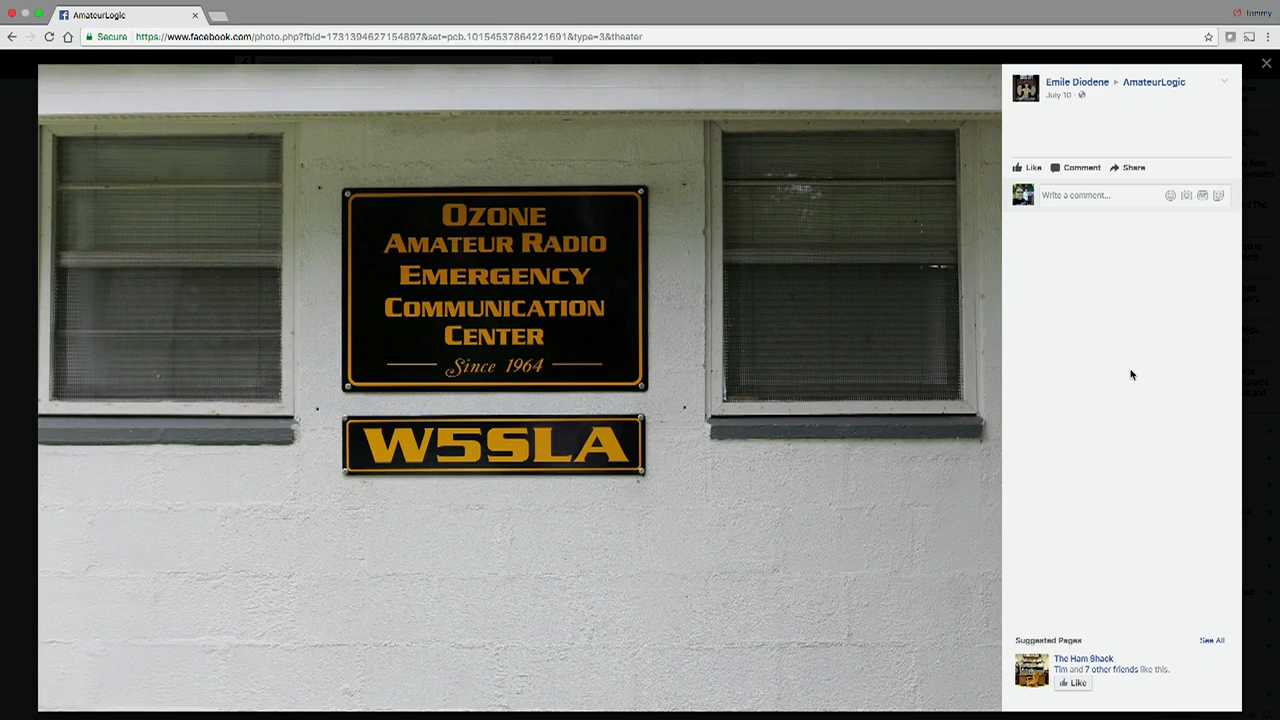 AmateurLogic
Tommy
Secure
https://www.facebook.com/photo.php?fbid=1731394627154897&set=pcb.10154537864221691&type=3&theater
OZONE
AMATEUR RADIO
EMERGENCY
COMMUNICATION
CENTER
Since 1964
W5SLA
Emile Diodene ▸ AmateurLogic
July 10
Like Comment Share
Write a comment...
Suggested Pages See All
The Ham Shack
Tim and 7 other friends like this.
Like